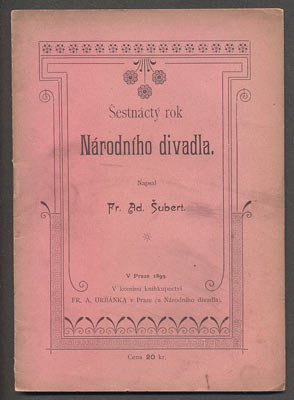 Šestnáctý rok
Národního divadla.
Napsal
Fr. Ad. Šubert.
V Praze 1899.
V komisi knihkupectví
FR. A. URBÁNKA v Praze (u Národního divadla).
Cena 20 kr.